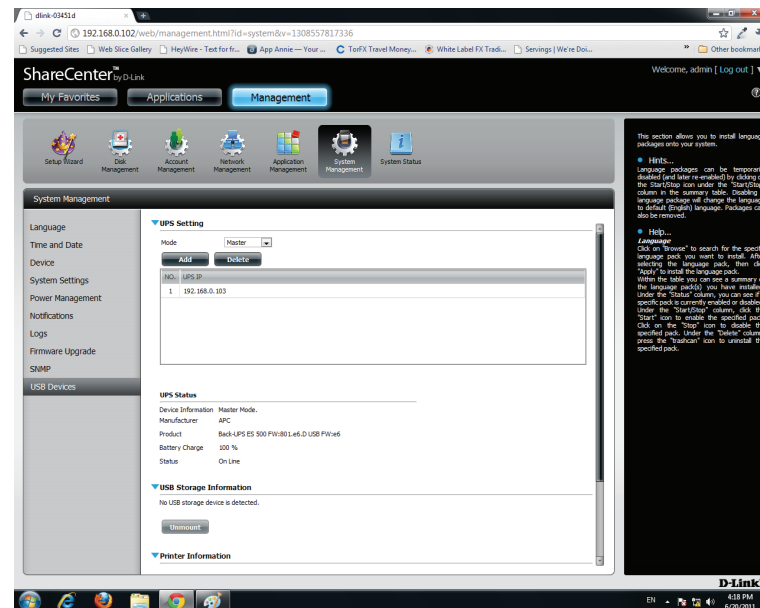 dlink-03451d
192.168.0.102/web/management.html?id=system&v=1308557817336
Suggested Sites Web Slice Gallery HeyWire - Text for fr... App Annie — Your ... TorFX Travel Money... White Label FX Tradi... Servings | We're Doi... » Other bookmark
ShareCenter™ by D-Link
Welcome, admin [ Log out ]
My Favorites Applications Management
Setup Wizard Disk Management Account Management Network Management Application Management System Management System Status
System Management
Language
Time and Date
Device
System Settings
Power Management
Notifications
Logs
Firmware Upgrade
SNMP
USB Devices
UPS Setting
Mode Master
Add Delete
NO. UPS IP
1 192.168.0.103
UPS Status
Device Information Master Mode.
Manufacturer APC
Product Back-UPS ES 500 FW:801.e6.D USB FW:e6
Battery Charge 100 %
Status On Line
USB Storage Information
No USB storage device is detected.
Unmount
Printer Information
This section allows you to install languag
packages onto your system.
Hints...
Language packages can be temporari
disabled (and later re-enabled) by clicking o
the Start/Stop icon under the "Start/Stop
column in the summary table. Disabling
language package will change the languag
to default (English) language. Packages ca
also be removed.
Help...
Language
Click on "Browse" to search for the specif
language pack you want to install. Afte
selecting the language pack, then clic
"Apply" to install the language pack.
Within the table you can see a summary o
the language pack(s) you have installed
Under the "Status" column, you can see if
specific pack is currently enabled or disabled
Under the "Start/Stop" column, click th
"Start" icon to enable the specified pack
Click on the "Stop" icon to disable th
specified pack. Under the "Delete" column
press the "trashcan" icon to uninstall th
specified pack.
D-Link
EN 4:18 PM
6/20/2011